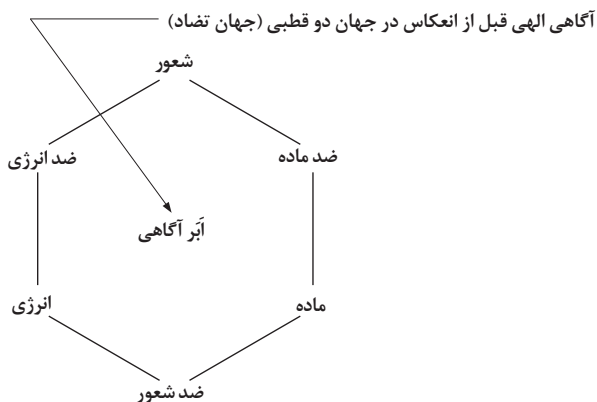 آگاهی الهی قبل از انعکاس در جهان دو قطبی (جهان تضاد)
شعور
ضد ماده
ضد انرژی
اَبَر آگاهی
ماده
انرژی
ضد شعور